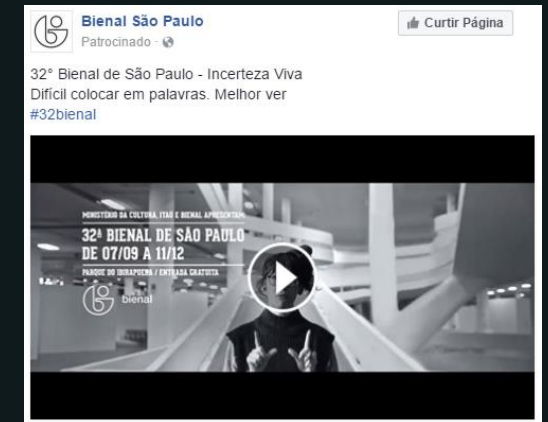 Bienal São Paulo
Patrocinado ·
Curtir Página
32° Bienal de São Paulo - Incerteza Viva
Difícil colocar em palavras. Melhor ver
#32bienal
MINISTÉRIO DA CULTURA, ITAÚ E BIENAL APRESENTAM:
32ª BIENAL DE SÃO PAULO
DE 07/09 A 11/12
PARQUE DO IBIRAPUERA / ENTRADA GRATUITA
bienal